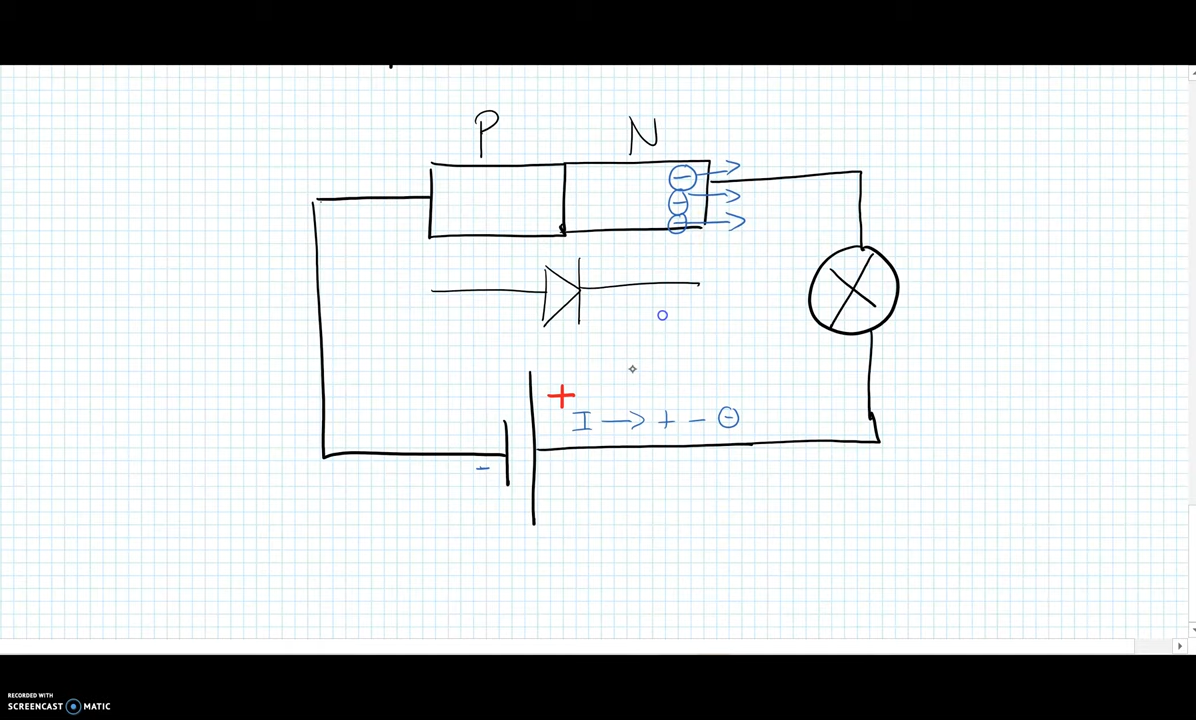 P N
+
I → + - ⊖
-
RECORDED WITH
SCREENCAST MATIC